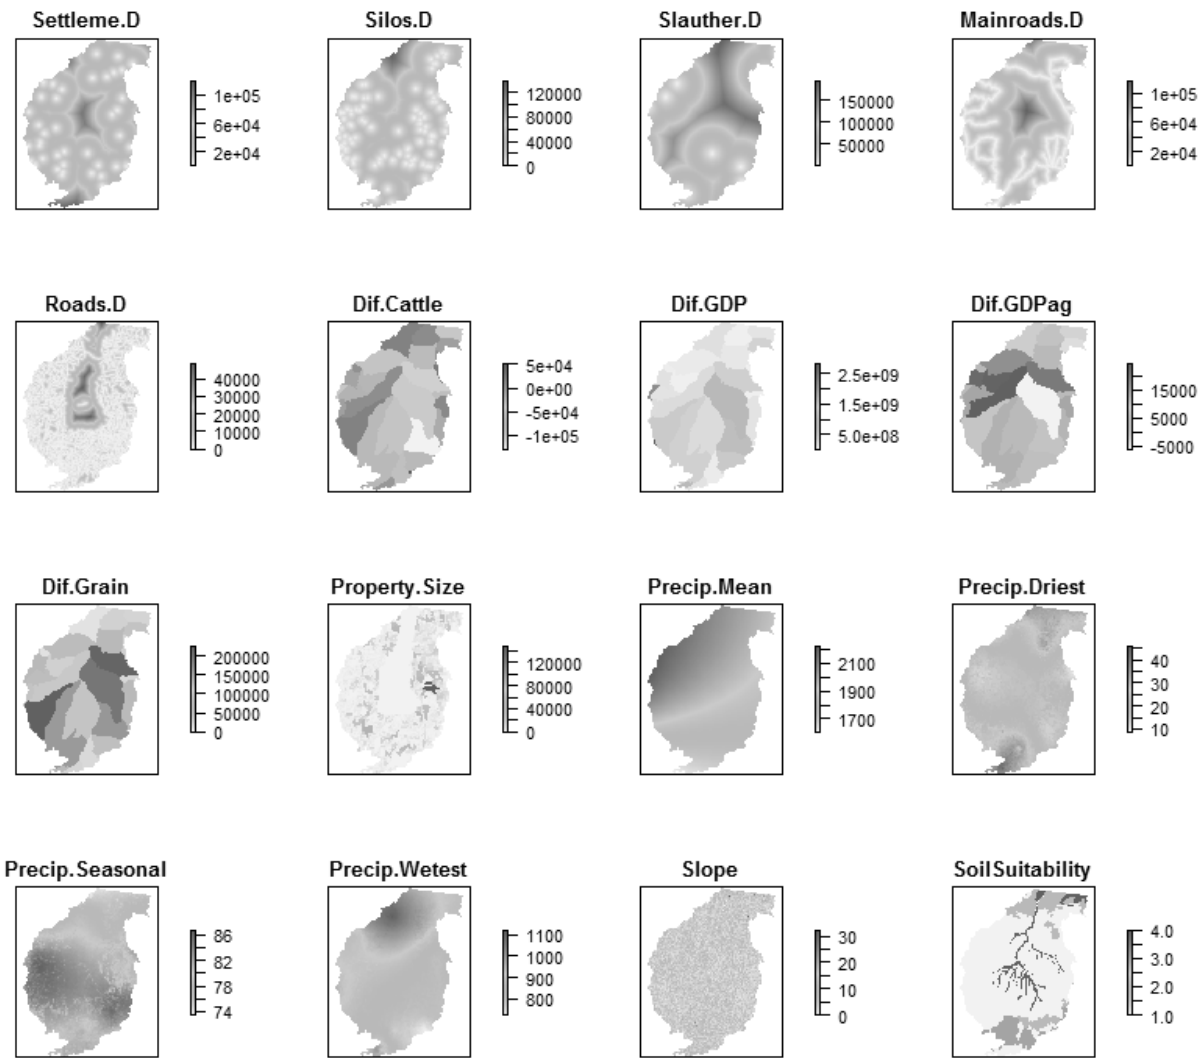 Settleme.D
1e+05
6e+04
2e+04
Silos.D
120000
80000
40000
0
Slauther.D
150000
100000
50000
Mainroads.D
1e+05
6e+04
2e+04
Roads.D
40000
30000
20000
10000
0
Dif.Cattle
5e+04
0e+00
-5e+04
-1e+05
Dif.GDP
2.5e+09
1.5e+09
5.0e+08
Dif.GDPag
15000
5000
-5000
Dif.Grain
200000
150000
100000
50000
0
Property.Size
120000
80000
40000
0
Precip.Mean
2100
1900
1700
Precip.Driest
40
30
20
10
Precip.Seasonal
86
82
78
74
Precip.Wetest
1100
1000
900
800
Slope
30
20
10
0
SoilSuitability
4.0
3.0
2.0
1.0